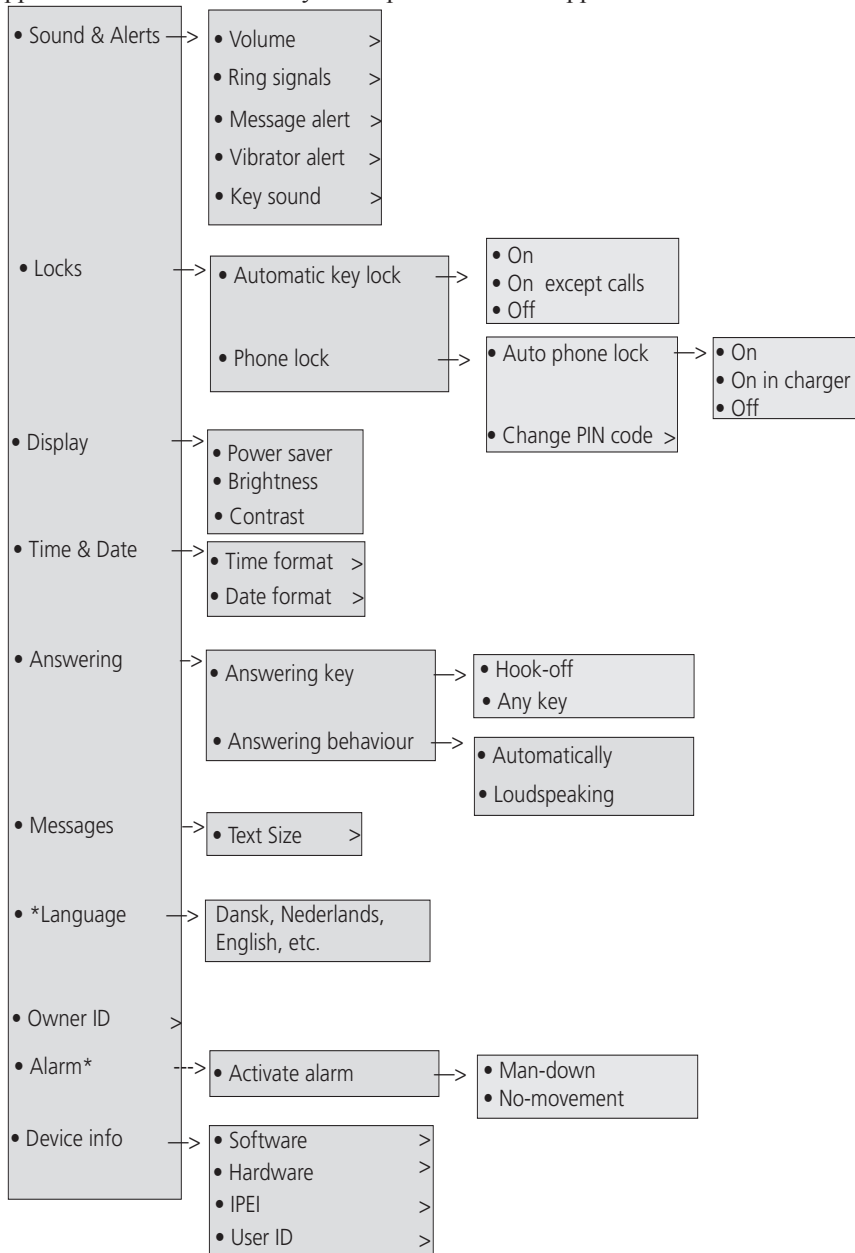 • Sound & Alerts —>
• Volume >
• Ring signals >
• Message alert >
• Vibrator alert >
• Key sound >
• Locks —>
• Automatic key lock —>
• On
• On except calls
• Off
• Phone lock —>
• Auto phone lock —>
• On
• On in charger
• Off
• Change PIN code >
• Display —>
• Power saver
• Brightness
• Contrast
• Time & Date —>
• Time format >
• Date format >
• Answering —>
• Answering key —>
• Hook-off
• Any key
• Answering behaviour —>
• Automatically
• Loudspeaking
• Messages —>
• Text Size >
• *Language —>
Dansk, Nederlands,
English, etc.
• Owner ID >
• Alarm* --->
• Activate alarm —>
• Man-down
• No-movement
• Device info —>
• Software >
• Hardware >
• IPEI >
• User ID >